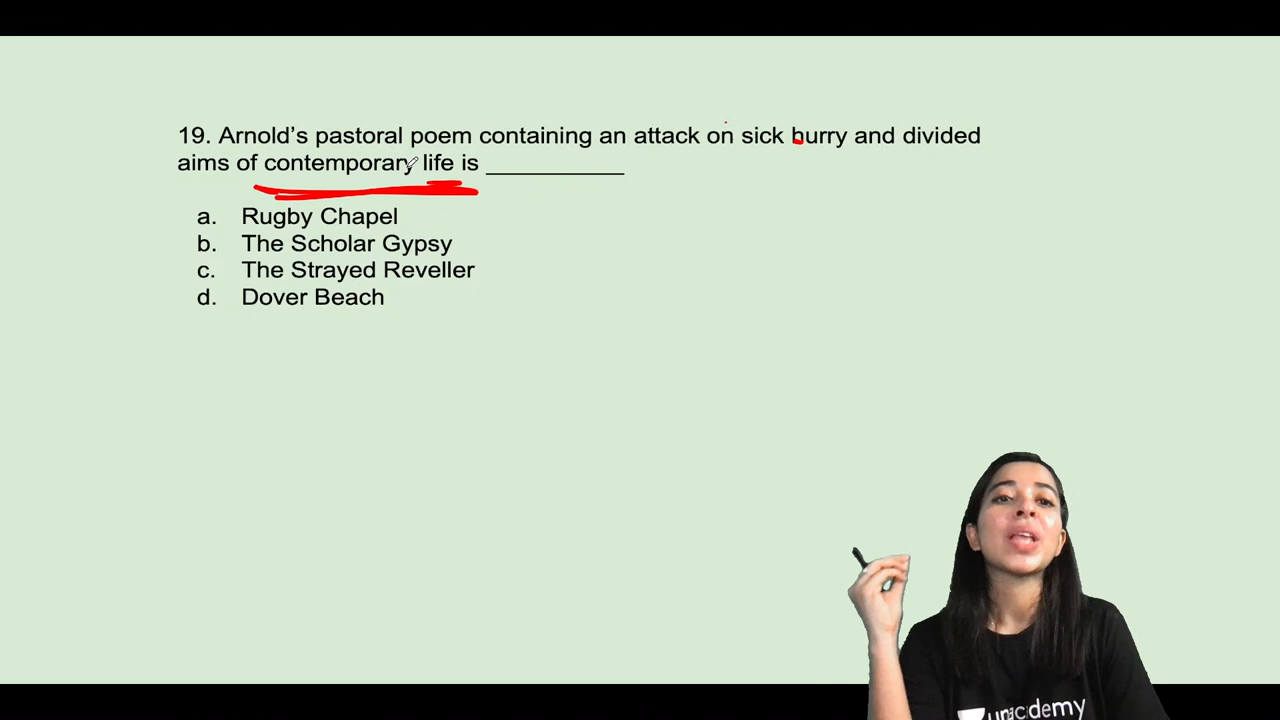 19. Arnold's pastoral poem containing an attack on sick hurry and divided
aims of contemporary life is ___________
a. Rugby Chapel
b. The Scholar Gypsy
c. The Strayed Reveller
d. Dover Beach
unacademy